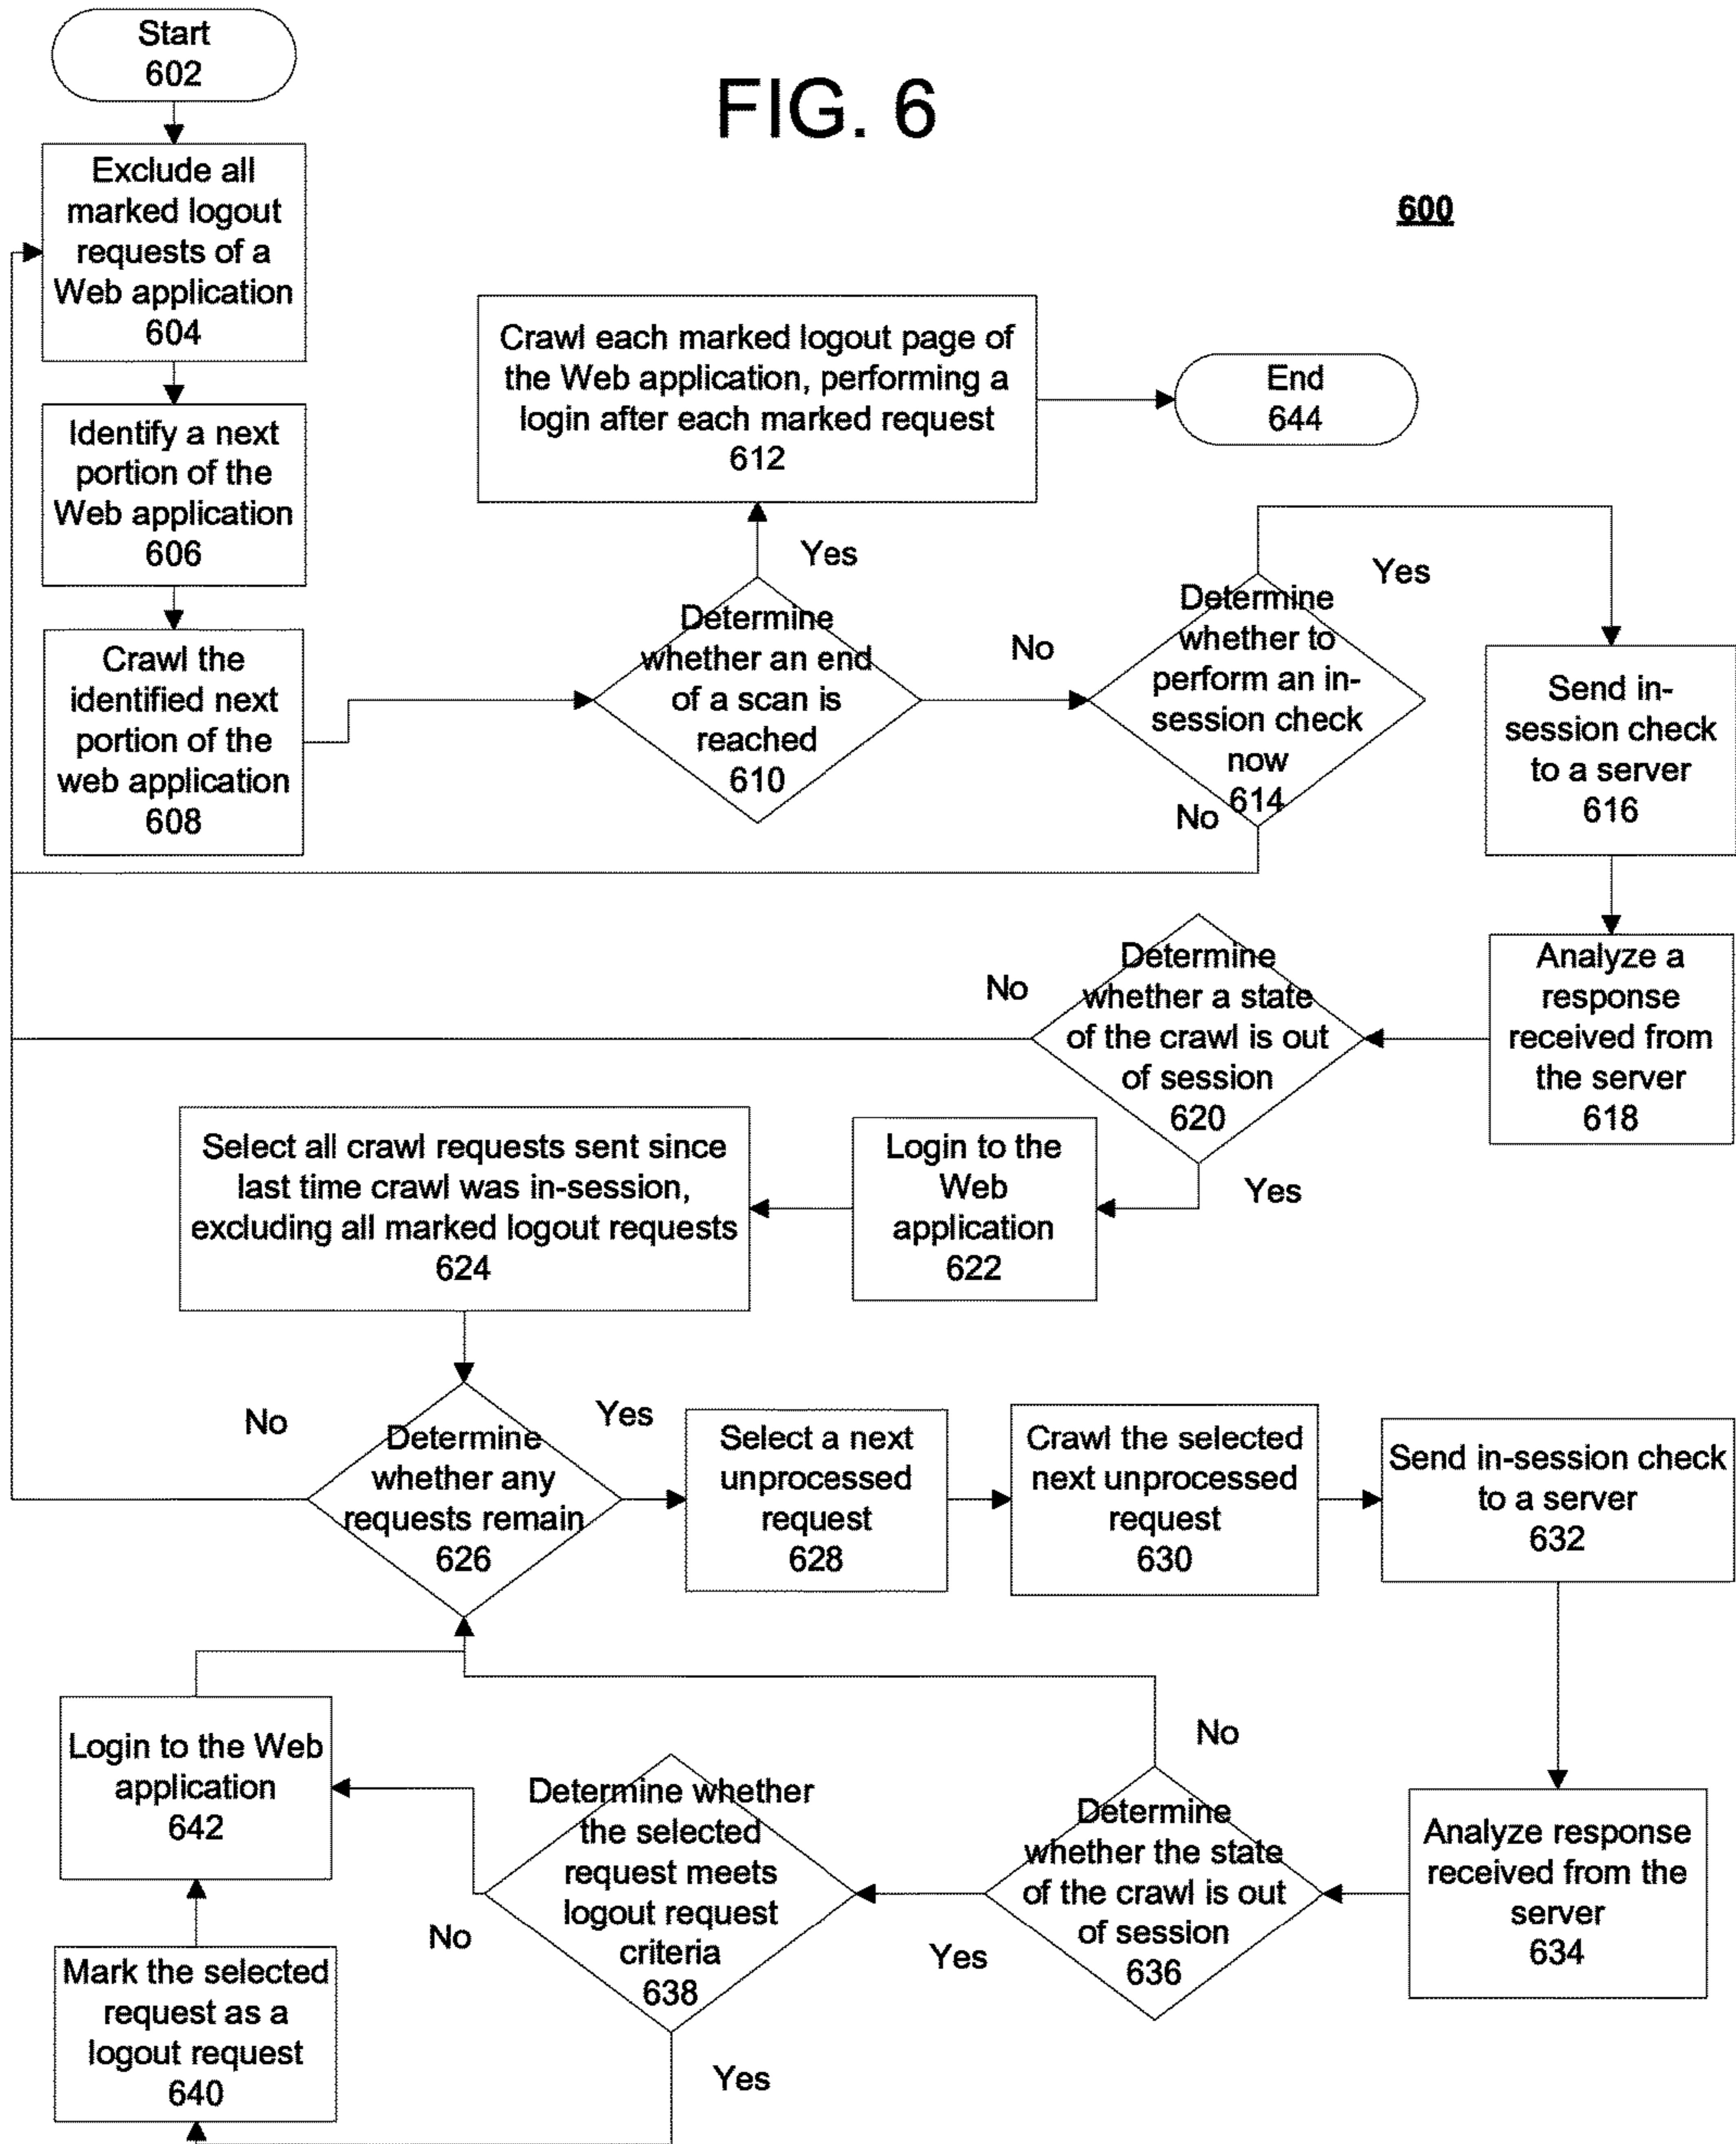 Start
602
FIG. 6
600
Exclude all
marked logout
requests of a
Web application
604
Identify a next
portion of the
Web application
606
Crawl the
identified next
portion of the
web application
608
Crawl each marked logout page of
the Web application, performing a
login after each marked request
612
End
644
Yes
Determine
whether an end
of a scan is
reached
610
No
Determine
whether to
perform an in-
session check
now
614
Yes
No
Send in-
session check
to a server
616
Analyze a
response
received from
the server
618
Determine
whether a state
of the crawl is out
of session
620
No
Yes
Login to the
Web
application
622
Select all crawl requests sent since
last time crawl was in-session,
excluding all marked logout requests
624
No
Determine
whether any
requests remain
626
Yes
Select a next
unprocessed
request
628
Crawl the selected
next unprocessed
request
630
Send in-session check
to a server
632
Analyze response
received from the
server
634
No
Determine
whether the state
of the crawl is out
of session
636
Yes
Determine whether
the selected
request meets
logout request
criteria
638
No
Yes
Login to the Web
application
642
Mark the selected
request as a
logout request
640